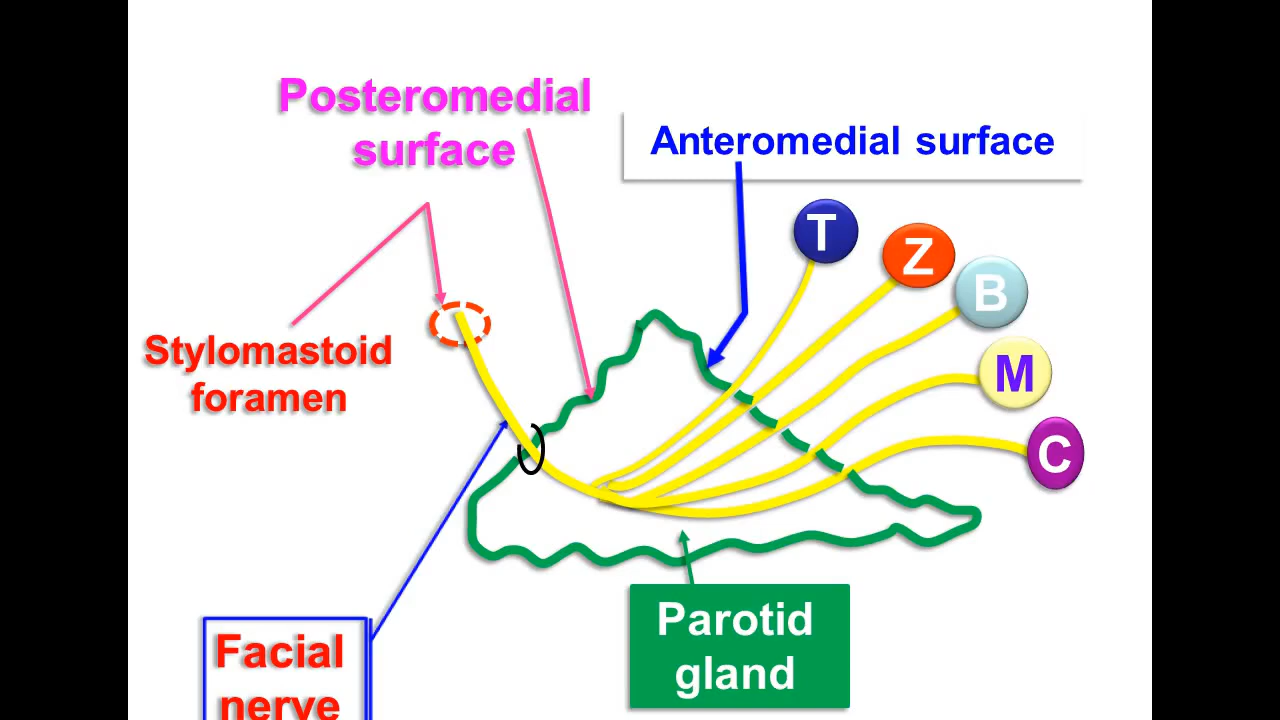 Posteromedial
surface
Anteromedial surface
T
Z
B
M
C
Stylomastoid
foramen
Parotid
gland
Facial
nerve